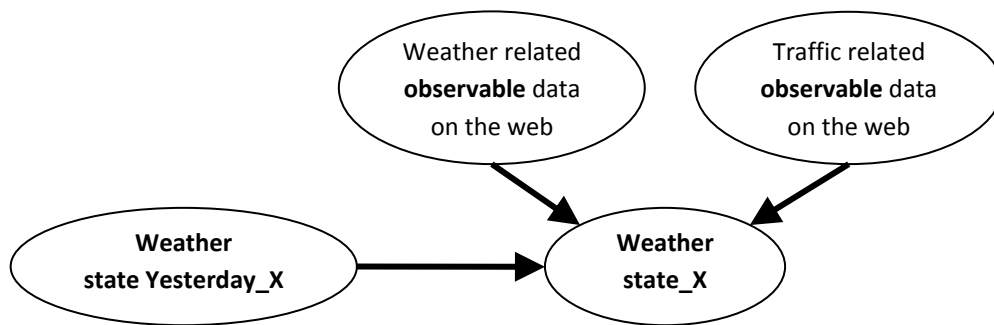 Weather related
observable data
on the web
Traffic related
observable data
on the web
Weather
state Yesterday_X
Weather
state_X